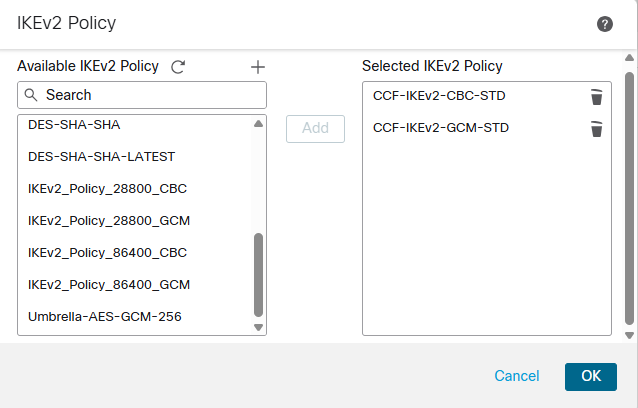 IKEv2 Policy
?
Available IKEv2 Policy
Selected IKEv2 Policy
Search
CCF-IKEv2-CBC-STD
DES-SHA-SHA
Add
CCF-IKEv2-GCM-STD
DES-SHA-SHA-LATEST
IKEv2_Policy_28800_CBC
IKEv2_Policy_28800_GCM
IKEv2_Policy_86400_CBC
IKEv2_Policy_86400_GCM
Umbrella-AES-GCM-256
Cancel
OK